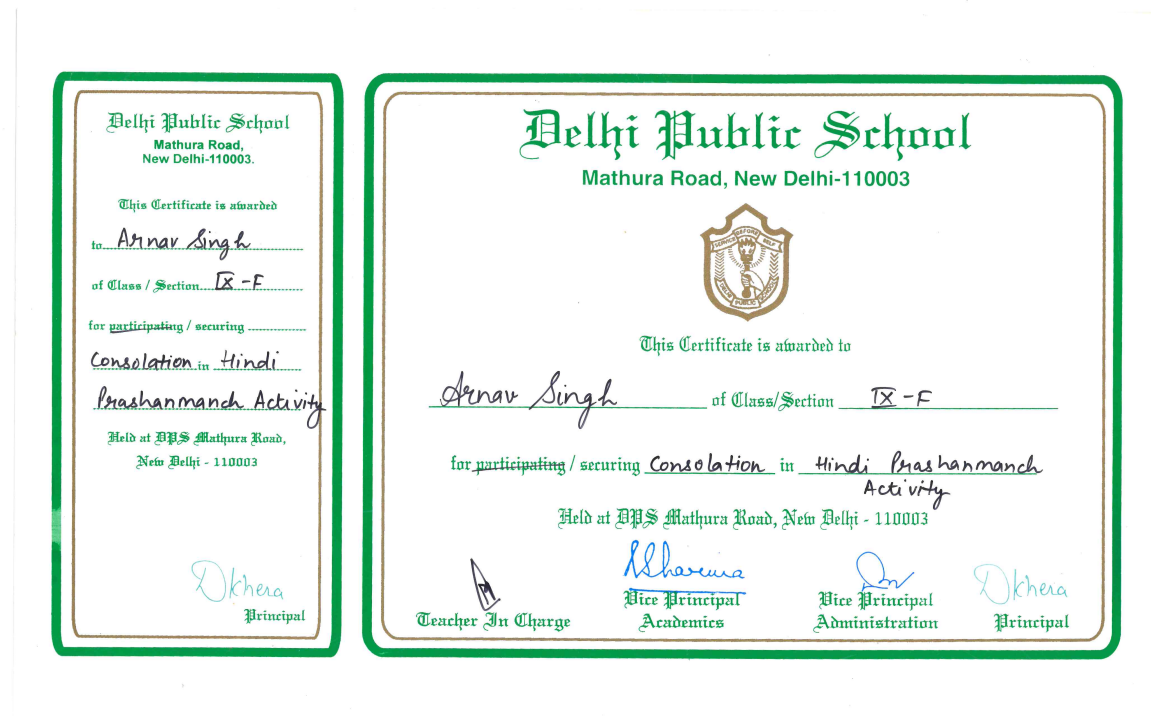 Delhi Public School
Mathura Road,
New Delhi-110003.
This Certificate is awarded
to Arnav Singh
of Class / Section IX - F
for participating / securing
Consolation in Hindi
Prashanmanch Activity
Held at DPS Mathura Road,
New Delhi - 110003
DKhera
Principal
Delhi Public School
Mathura Road, New Delhi-110003
SERVICE BEFORE SELF
DELHI PUBLIC SCHOOL
This Certificate is awarded to
Arnav Singh of Class/Section IX - F
for participating / securing Consolation in Hindi Prashanmanch
Activity
Held at DPS Mathura Road, New Delhi - 110003
RSharma
DKhera
Teacher In Charge
Vice Principal
Academics
Vice Principal
Administration
Principal